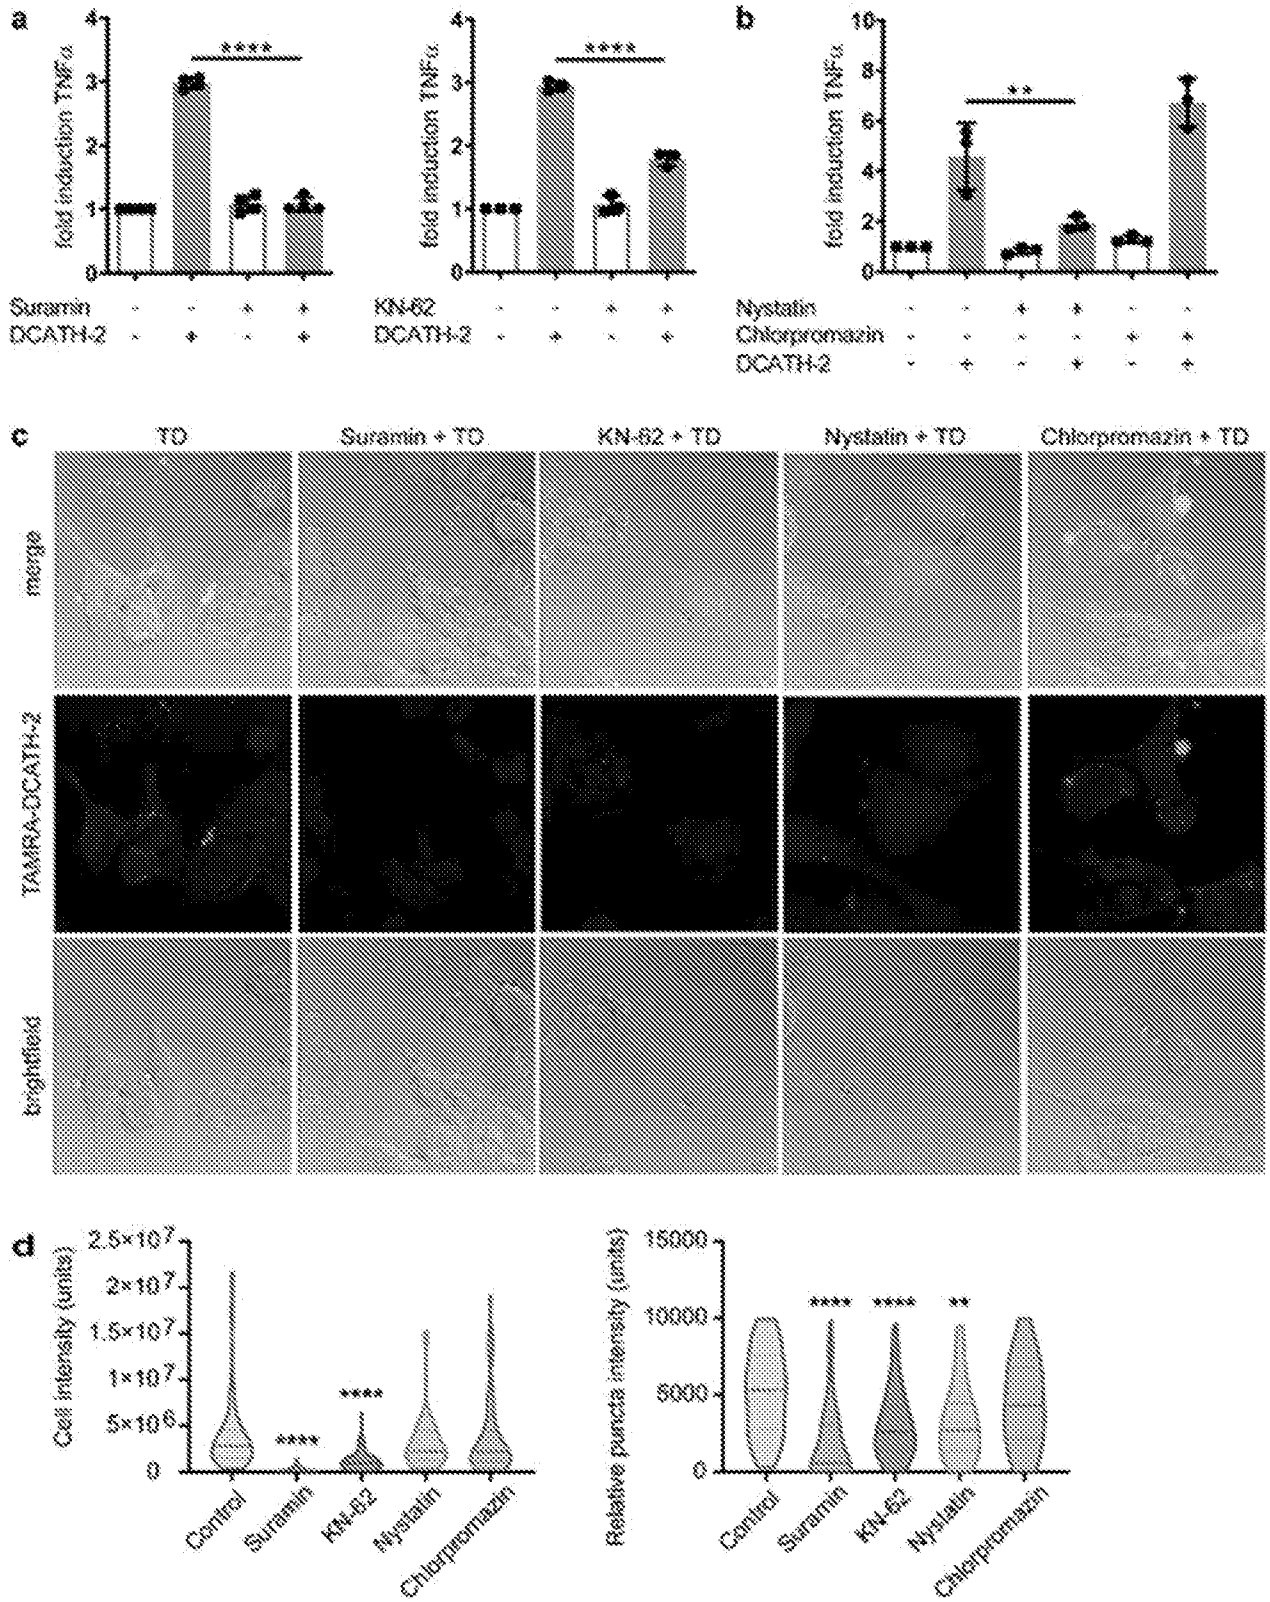 a
4
3
2
1
0
fold induction TNFα
****
Suramin - - + +
DCATH-2 - + - +
4
3
2
1
0
fold induction TNFα
****
KN-62 - - + +
DCATH-2 - + - +
b
10
8
6
4
2
0
fold induction TNFα
**
Nystatin - - + + - -
Chlorpromazin - - - - + +
DCATH-2 - + - + - +
c
TD Suramin + TD KN-62 + TD Nystatin + TD Chlorpromazin + TD
merge
TAMRA-DCATH-2
brightfield
d
Cell intensity (units)
2.5×10⁷
2×10⁷
1.5×10⁷
1×10⁷
5×10⁶
0
****
****
Control Suramin KN-62 Nystatin Chlorpromazin
Relative puncta intensity (units)
15000
10000
5000
0
**** **** **
Control Suramin KN-62 Nystatin Chlorpromazin